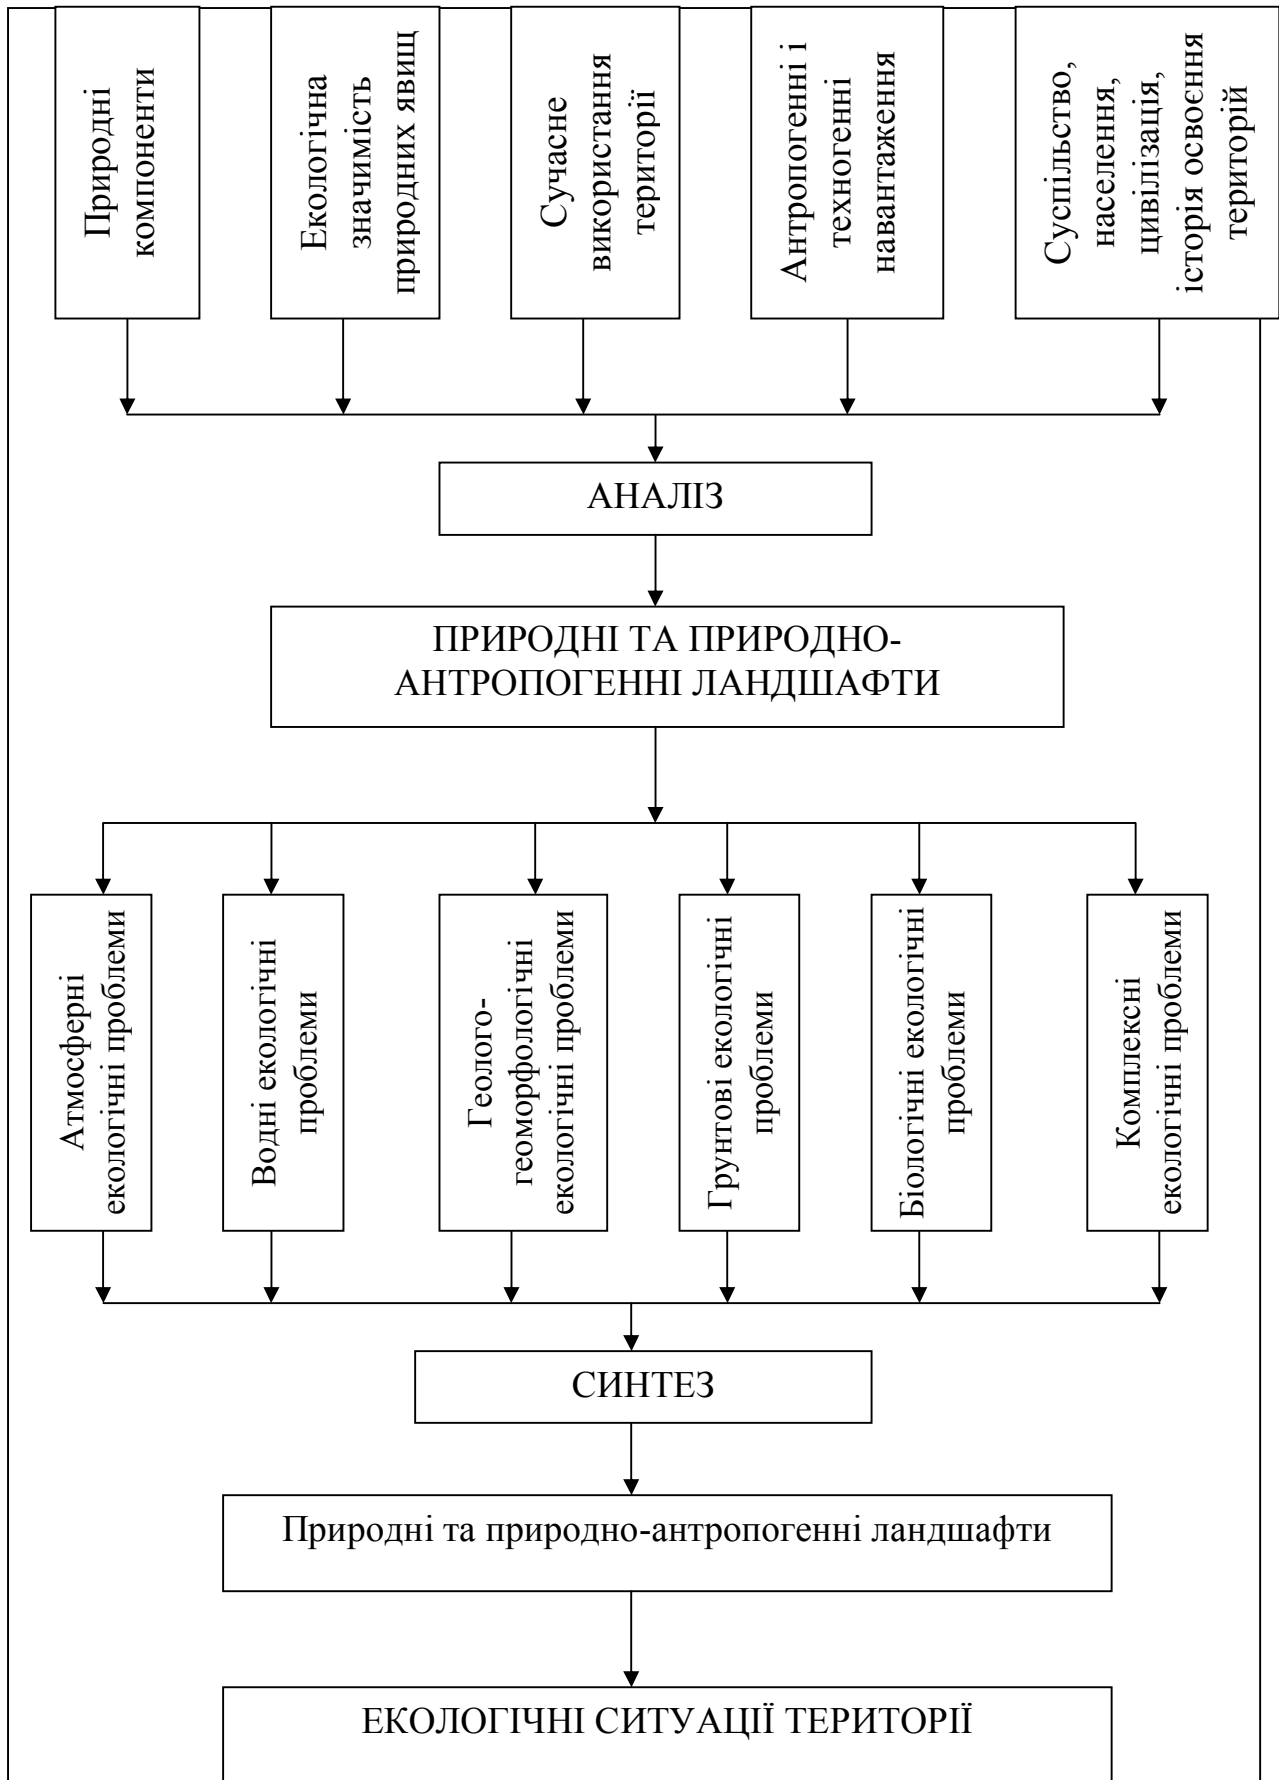 Природні
компоненти
Екологічна
значимість
природних явищ
Сучасне
використання
території
Антропогенні і
техногенні
навантаження
Суспільство,
населення,
цивілізація,
історія освоєння
територій
АНАЛІЗ
ПРИРОДНІ ТА ПРИРОДНО-
АНТРОПОГЕННІ ЛАНДШАФТИ
Атмосферні
екологічні проблеми
Водні екологічні
проблеми
Геолого-
геоморфологічні
екологічні проблеми
Грунтові екологічні
проблеми
Біологічні екологічні
проблеми
Комплексні
екологічні проблеми
СИНТЕЗ
Природні та природно-антропогенні ландшафти
ЕКОЛОГІЧНІ СИТУАЦІЇ ТЕРИТОРІЇ